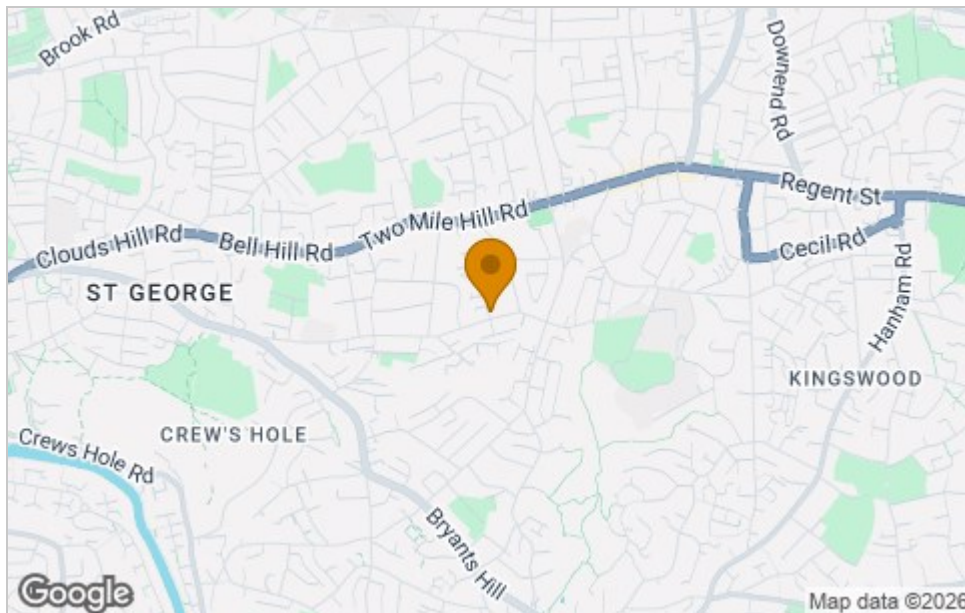 Brook Rd
Downend Rd
Regent St
Two Mile Hill Rd
Clouds Hill Rd
Bell Hill Rd
Cecil Rd
ST GEORGE
Hanham Rd
KINGSWOOD
CREW'S HOLE
Crews Hole Rd
Bryants Hill
Google
Map data ©2026